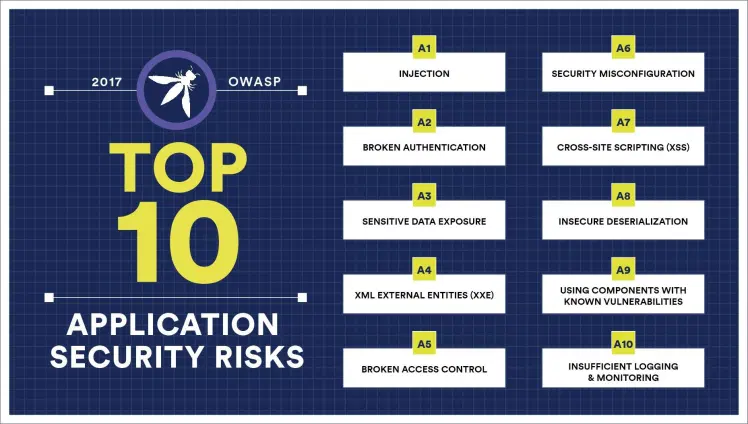 2017 OWASP
TOP
10
APPLICATION
SECURITY RISKS
A1
INJECTION
A2
BROKEN AUTHENTICATION
A3
SENSITIVE DATA EXPOSURE
A4
XML EXTERNAL ENTITIES (XXE)
A5
BROKEN ACCESS CONTROL
A6
SECURITY MISCONFIGURATION
A7
CROSS-SITE SCRIPTING (XSS)
A8
INSECURE DESERIALIZATION
A9
USING COMPONENTS WITH
KNOWN VULNERABILITIES
A10
INSUFFICIENT LOGGING
& MONITORING